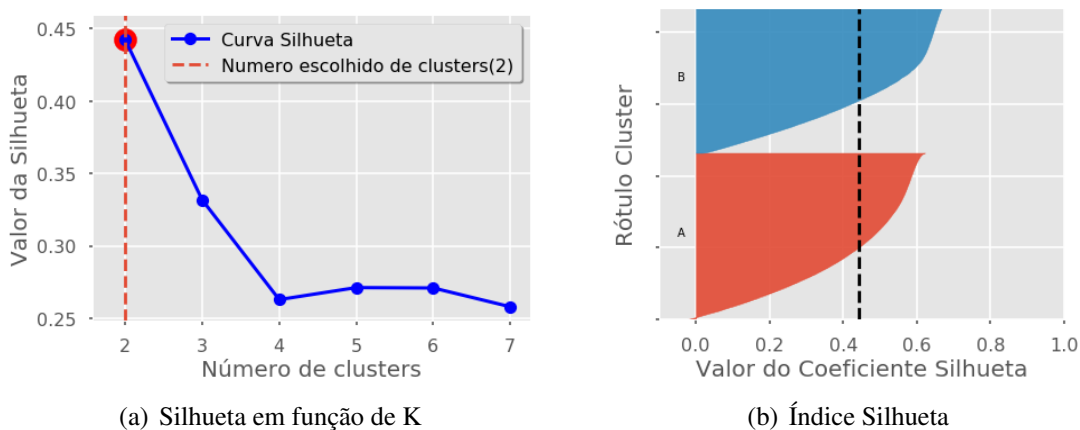 0.45
0.40
0.35
0.30
0.25
Valor da Silhueta
Curva Silhueta
Numero escolhido de clusters(2)
2 3 4 5 6 7
Número de clusters
(a) Silhueta em função de K
Rótulo Cluster
B
A
0.0 0.2 0.4 0.6 0.8 1.0
Valor do Coeficiente Silhueta
(b) Índice Silhueta